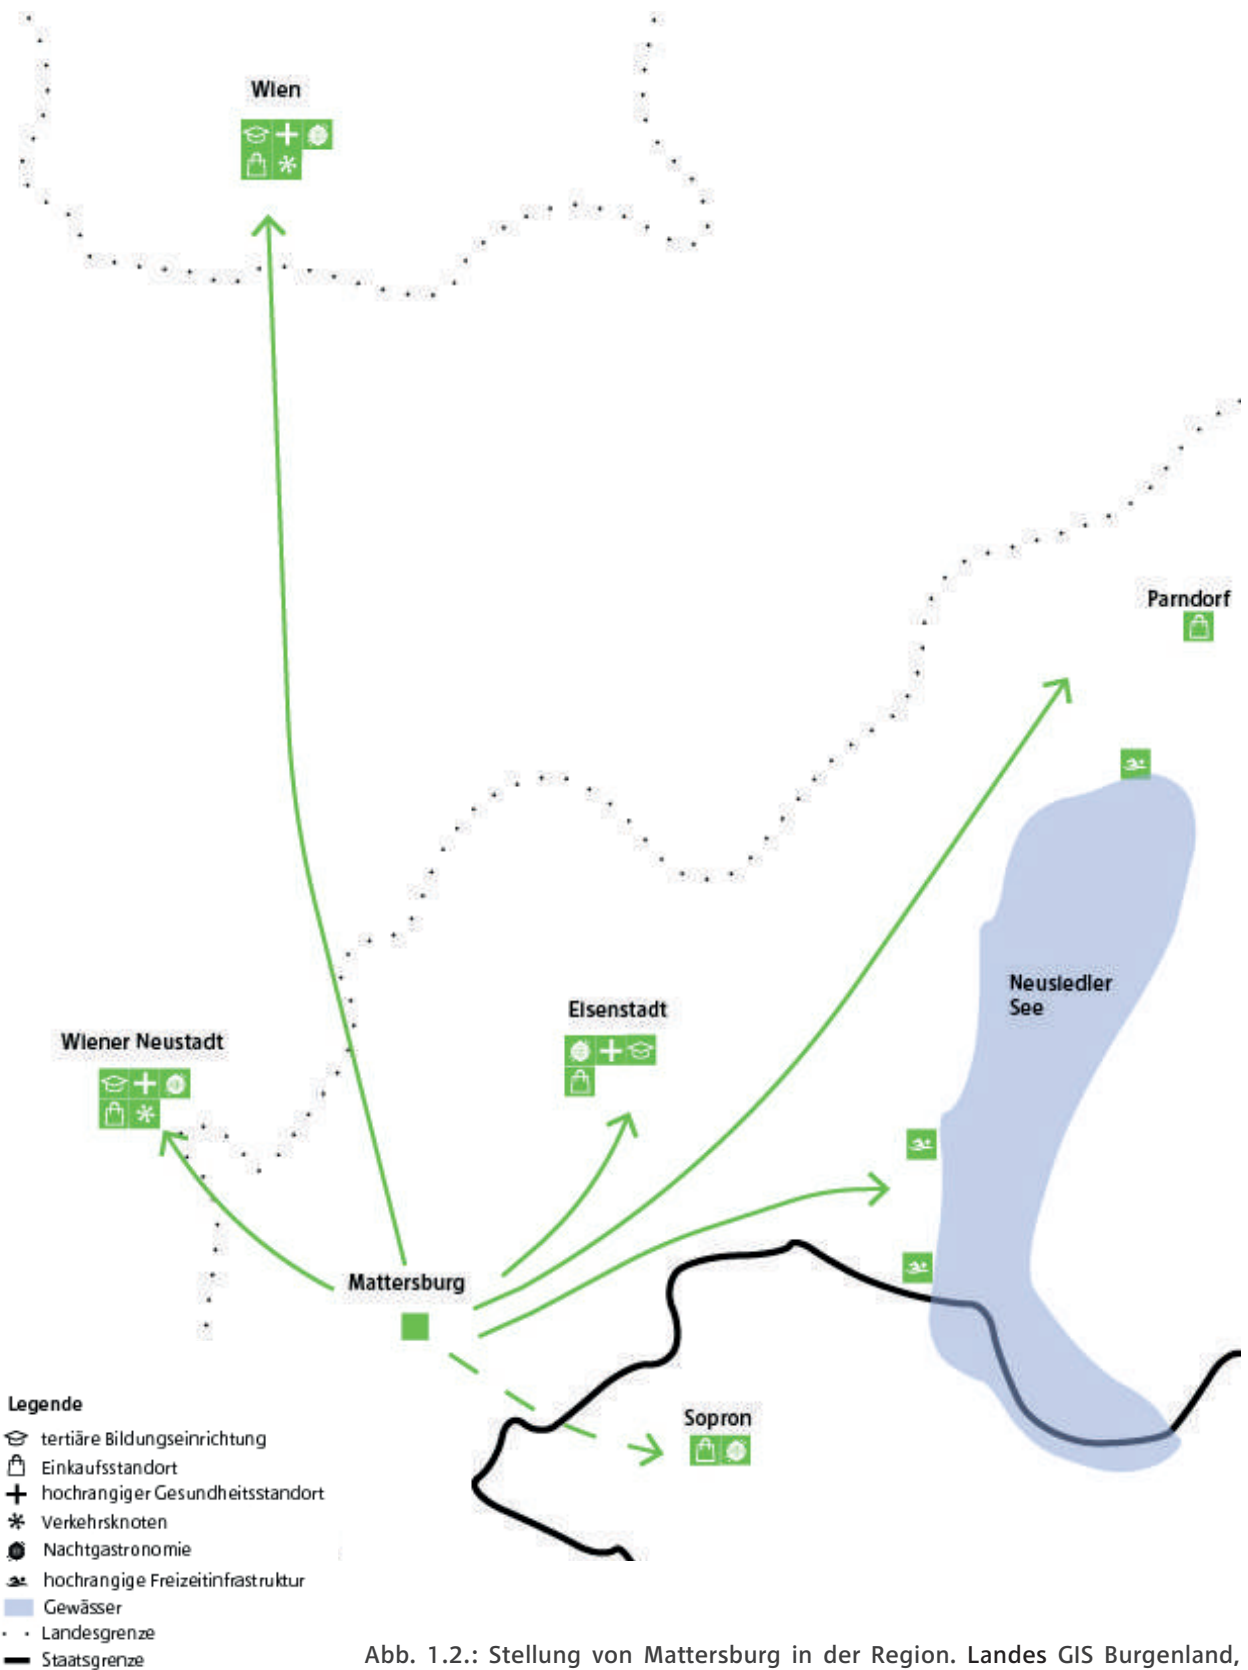 Wien
Parndorf
Neusiedler
See
Eisenstadt
Wiener Neustadt
Mattersburg
Sopron
Legende
tertiäre Bildungseinrichtung
Einkaufsstandort
hochrangiger Gesundheitsstandort
Verkehrsknoten
Nachtgastronomie
hochrangige Freizeitinfrastruktur
Gewässer
Landesgrenze
Staatsgrenze
Abb. 1.2.: Stellung von Mattersburg in der Region. Landes GIS Burgenland,